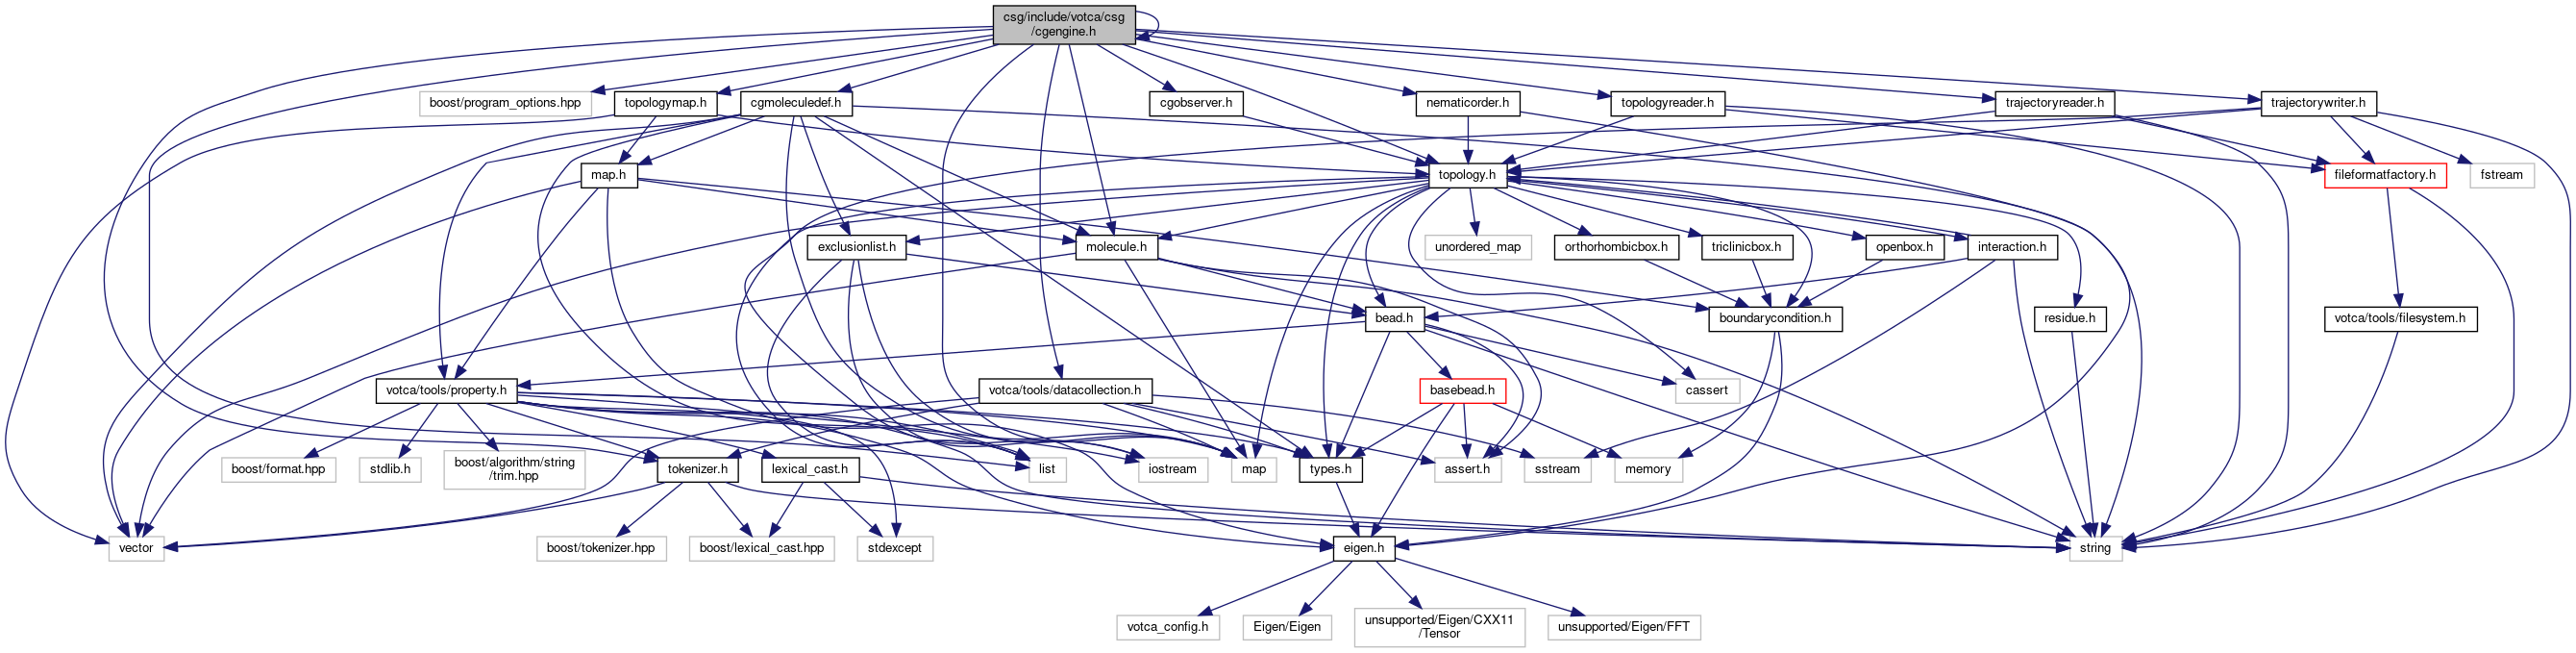 csg/include/votca/csg
/cgengine.h
boost/program_options.hpp
topologymap.h
cgmoleculedef.h
cgobserver.h
nematicorder.h
topologyreader.h
trajectoryreader.h
trajectorywriter.h
map.h
topology.h
fileformatfactory.h
fstream
exclusionlist.h
molecule.h
unordered_map
orthorhombicbox.h
triclinicbox.h
openbox.h
interaction.h
bead.h
boundarycondition.h
residue.h
votca/tools/filesystem.h
votca/tools/property.h
votca/tools/datacollection.h
basebead.h
cassert
boost/format.hpp
stdlib.h
boost/algorithm/string
/trim.hpp
tokenizer.h
lexical_cast.h
list
iostream
map
types.h
assert.h
sstream
memory
vector
boost/tokenizer.hpp
boost/lexical_cast.hpp
stdexcept
eigen.h
string
votca_config.h
Eigen/Eigen
unsupported/Eigen/CXX11
/Tensor
unsupported/Eigen/FFT